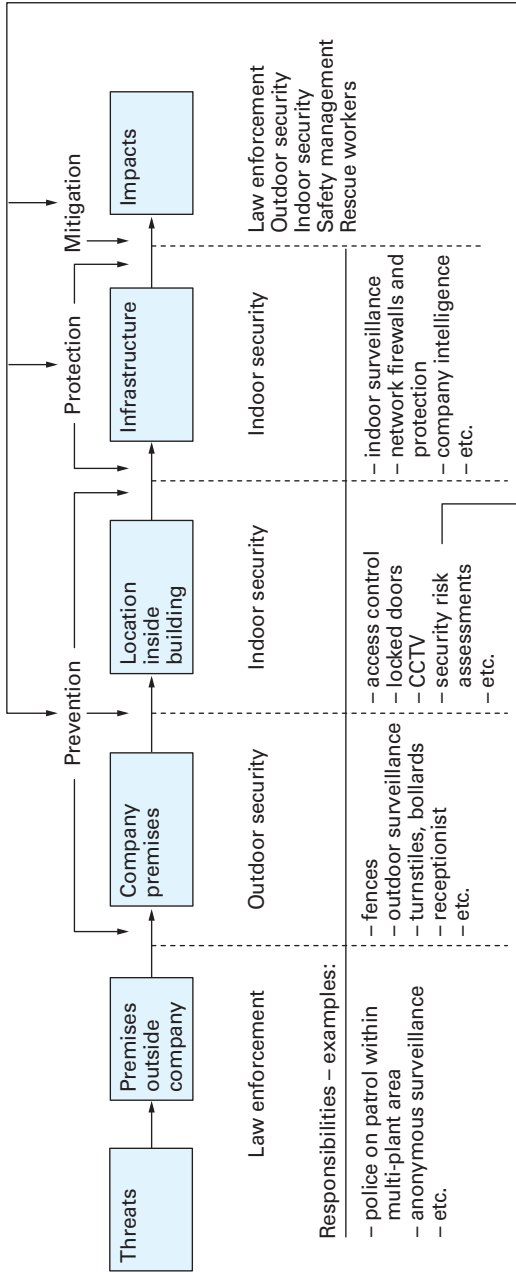 Prevention
Protection
Mitigation
Threats
Premises
outside
company
Company
premises
Location
inside
building
Infrastructure
Impacts
Law enforcement
Outdoor security
Indoor security
Indoor security
Law enforcement
Outdoor security
Indoor security
Safety management
Rescue workers
Responsibilities – examples:
– police on patrol within
multi-plant area
– anonymous surveillance
– etc.
– fences
– outdoor surveillance
– turnstiles, bollards
– receptionist
– etc.
– access control
– locked doors
– CCTV
– security risk
assessments
– etc.
– indoor surveillance
– network firewalls and
protection
– company intelligence
– etc.